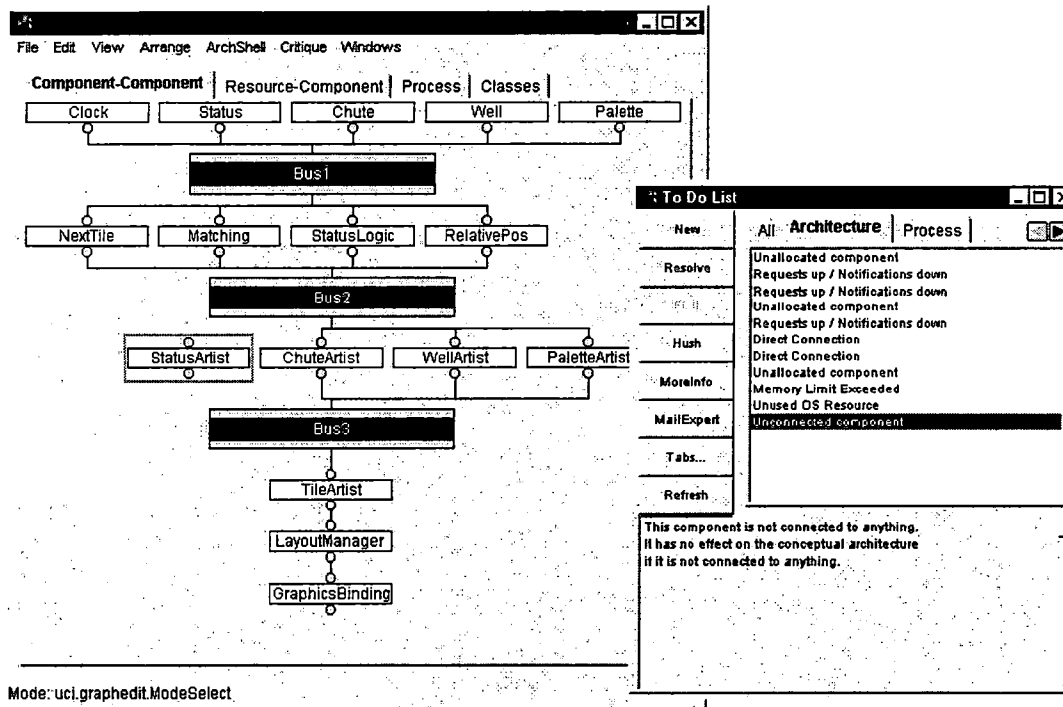 File Edit View Arrange ArchShell Critique Windows
Component-Component Resource-Component Process Classes
Clock Status Chute Well Palette
Bus1
NextTile Matching StatusLogic RelativePos
Bus2
StatusArtist ChuteArtist WellArtist PaletteArtist
Bus3
TileArtist
LayoutManager
GraphicsBinding
Mode: uci.graphedit.ModeSelect
To Do List
New
Resolve
Hush
MoreInfo
MailExpert
Tabs...
Refresh
All Architecture Process
Unallocated component
Requests up / Notifications down
Requests up / Notifications down
Unallocated component
Requests up / Notifications down
Direct Connection
Direct Connection
Unallocated component
Memory Limit Exceeded
Unused OS Resource
Unconnected component
This component is not connected to anything.
It has no effect on the conceptual architecture
if it is not connected to anything.